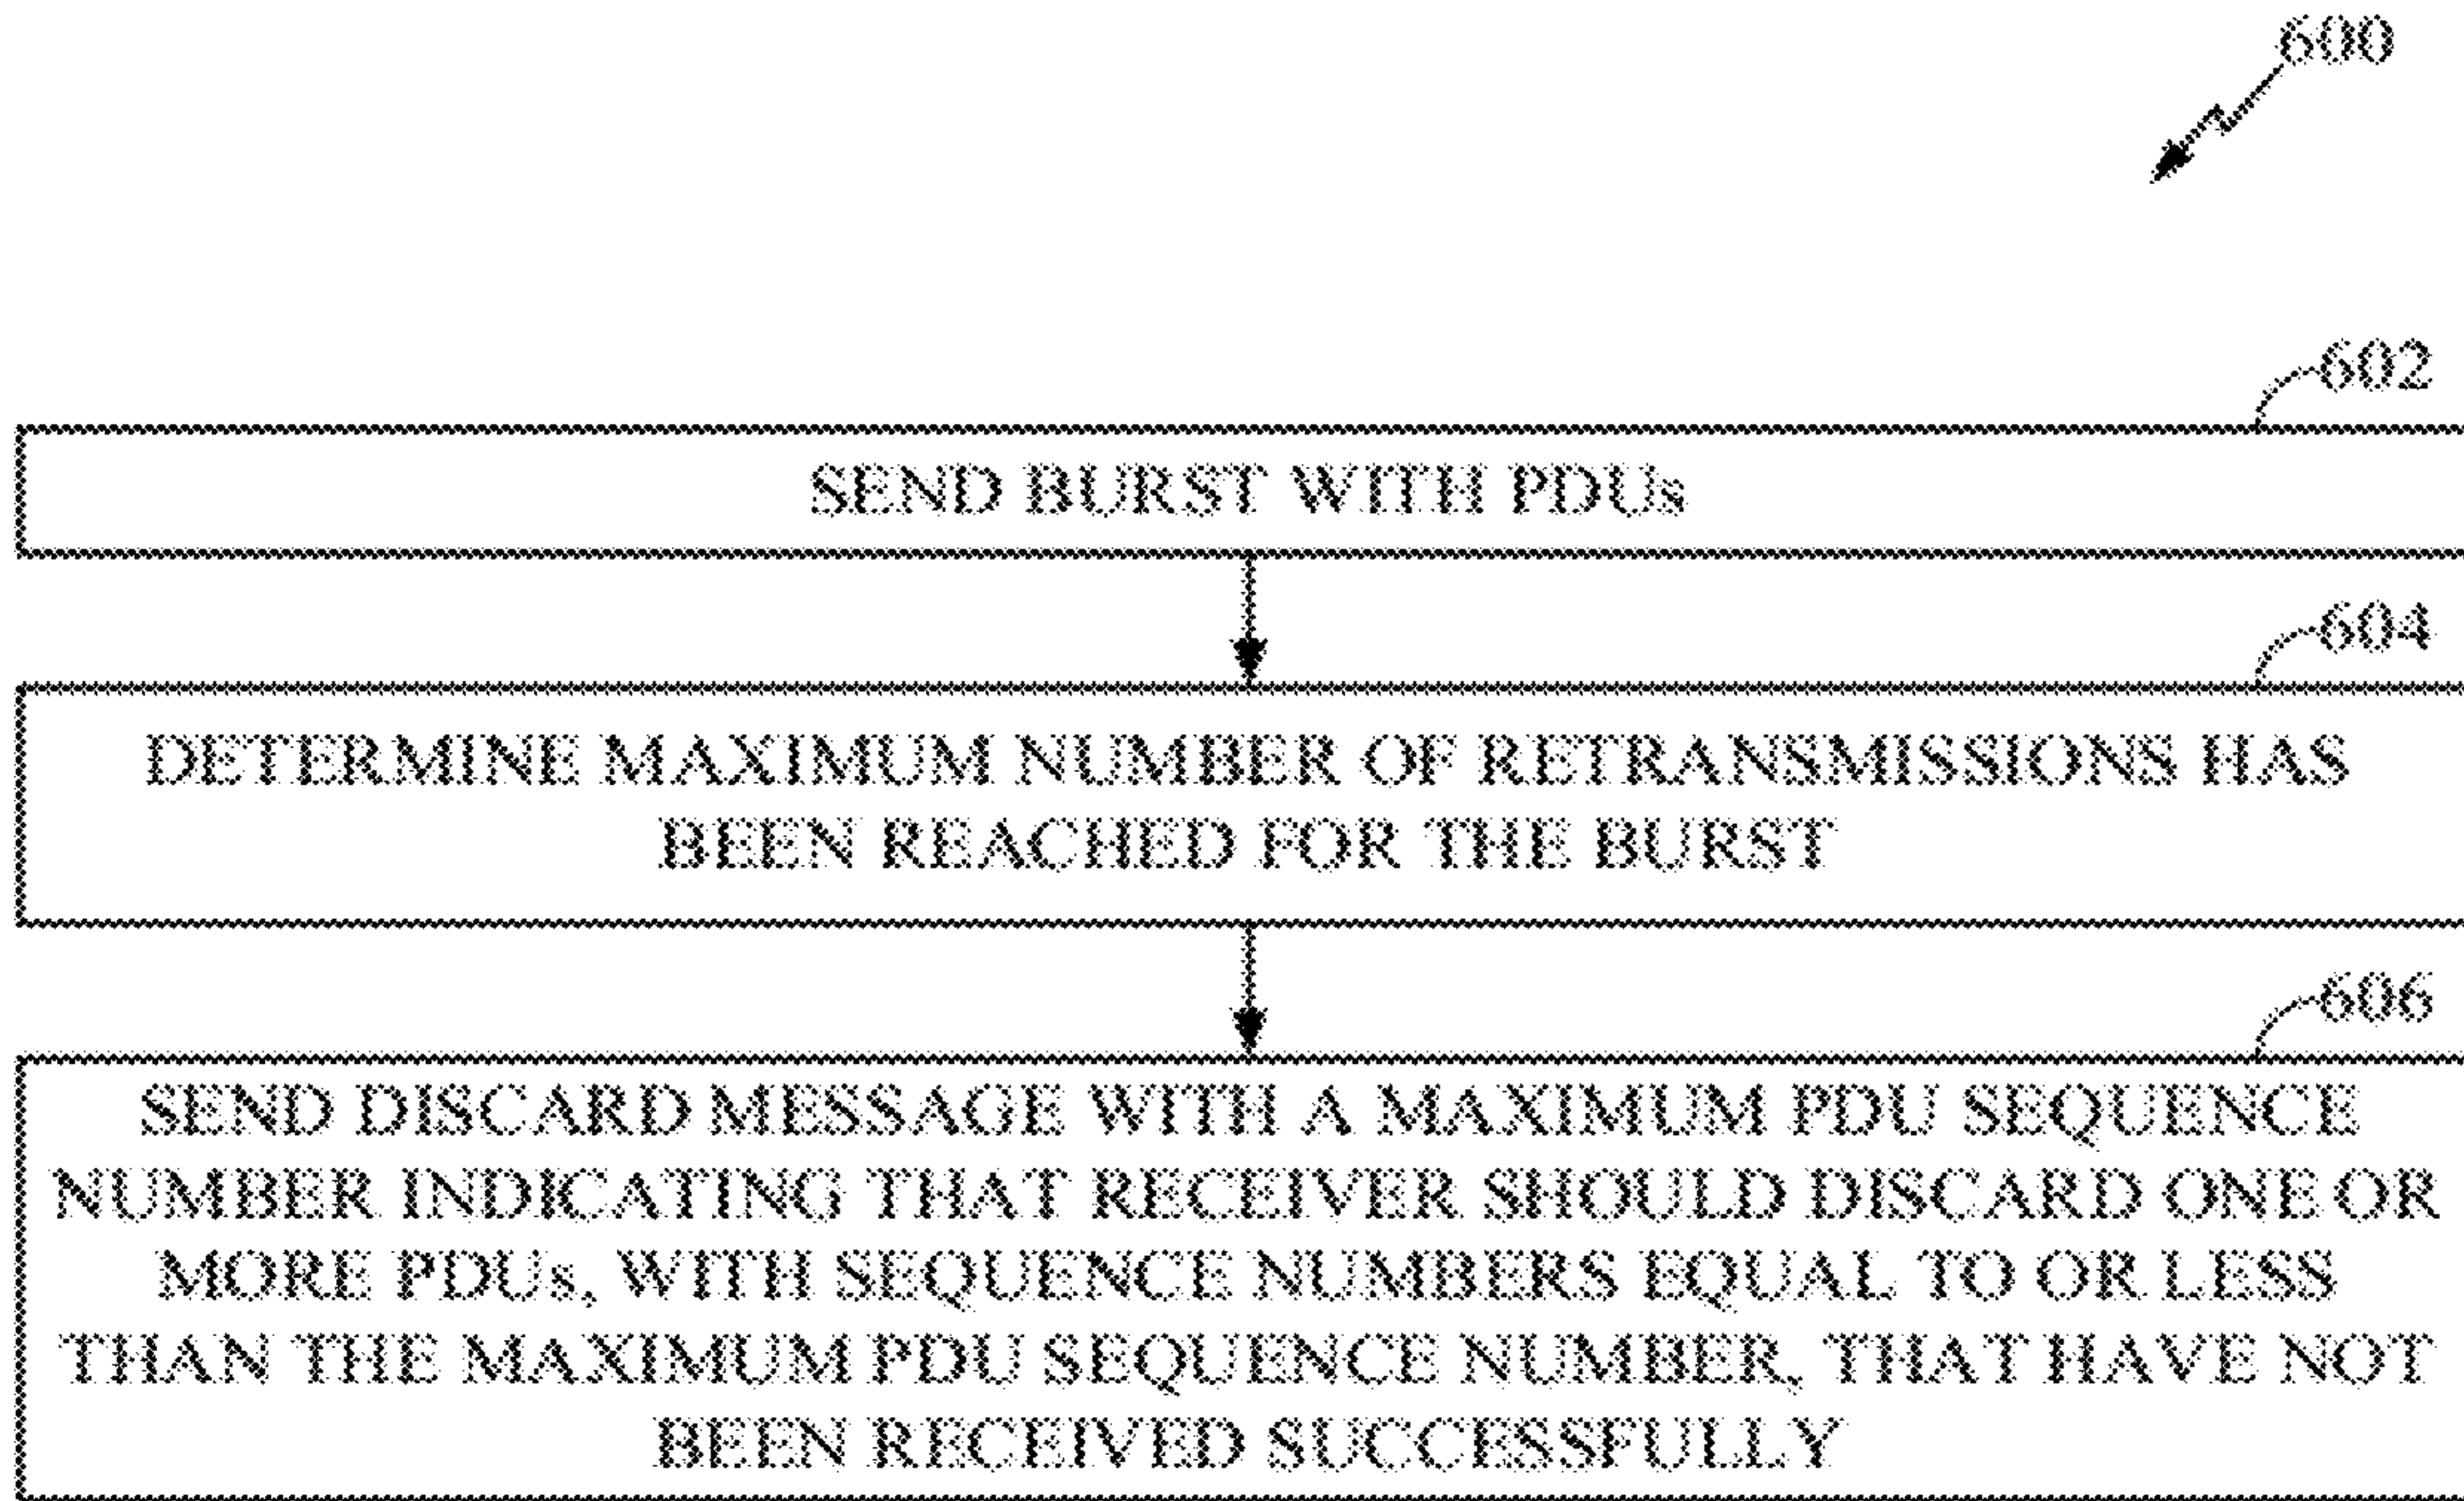 600
602
SEND BURST WITH PDUs
604
DETERMINE MAXIMUM NUMBER OF RETRANSMISSIONS HAS
BEEN REACHED FOR THE BURST
606
SEND DISCARD MESSAGE WITH A MAXIMUM PDU SEQUENCE
NUMBER INDICATING THAT RECEIVER SHOULD DISCARD ONE OR
MORE PDUs, WITH SEQUENCE NUMBERS EQUAL TO OR LESS
THAN THE MAXIMUM PDU SEQUENCE NUMBER, THAT HAVE NOT
BEEN RECEIVED SUCCESSFULLY